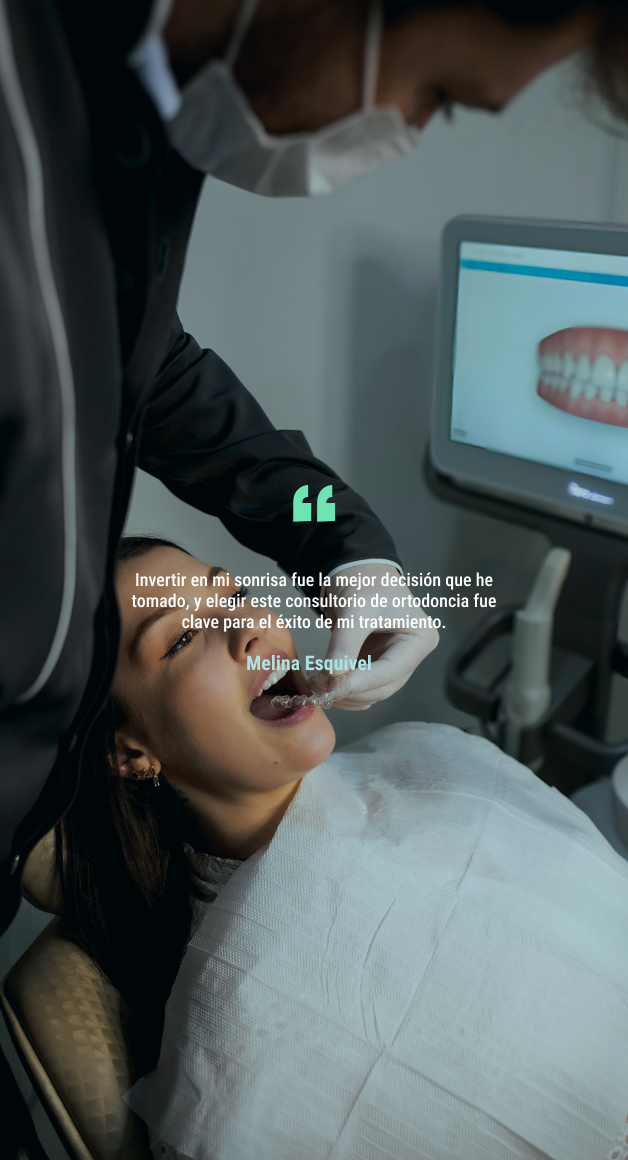 Invertir en mi sonrisa fue la mejor decisión que he
tomado, y elegir este consultorio de ortodoncia fue
clave para el éxito de mi tratamiento.
Melina Esquivel